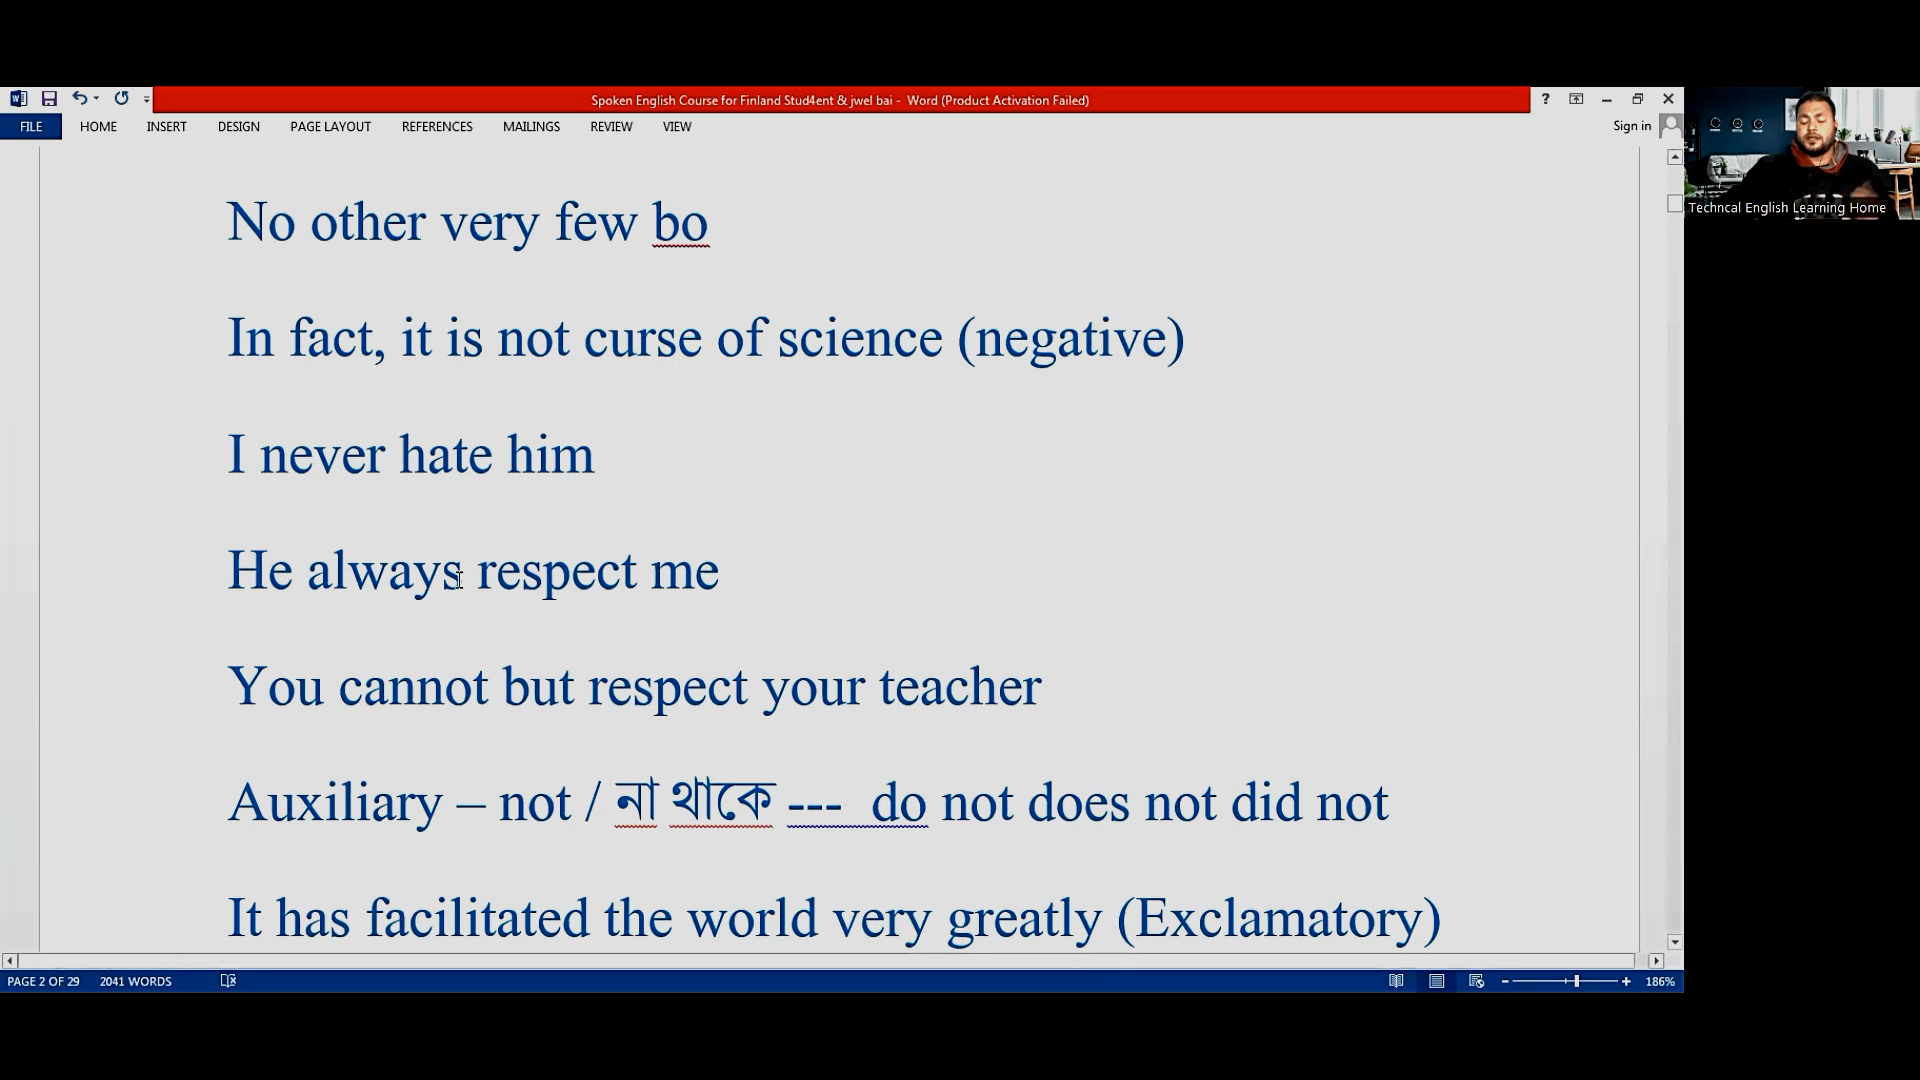 Spoken English Course for Finland Stud4ent & jwel bai - Word (Product Activation Failed)
?
FILE HOME INSERT DESIGN PAGE LAYOUT REFERENCES MAILINGS REVIEW VIEW
Sign in
Techncal English Learning Home
No other very few bo
In fact, it is not curse of science (negative)
I never hate him
He always respect me
You cannot but respect your teacher
Auxiliary – not / না থাকে --- do not does not did not
It has facilitated the world very greatly (Exclamatory)
PAGE 2 OF 29 2041 WORDS
186%